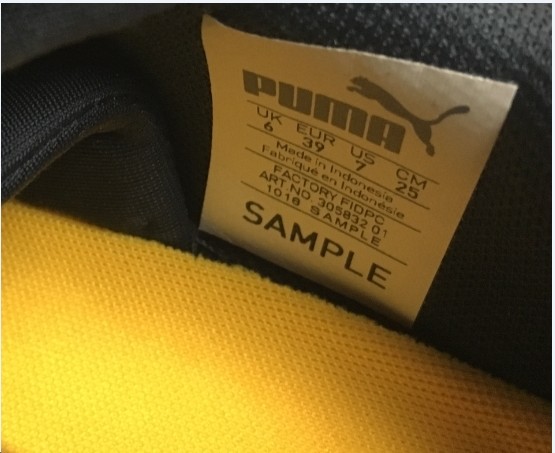 PUMA
UK EUR US CM
6 39 7 25
Made in Indonesia
Fabriqué en Indonésie
FACTORY FIDPC
ART.NO. 305832 01
1018 SAMPLE
SAMPLE